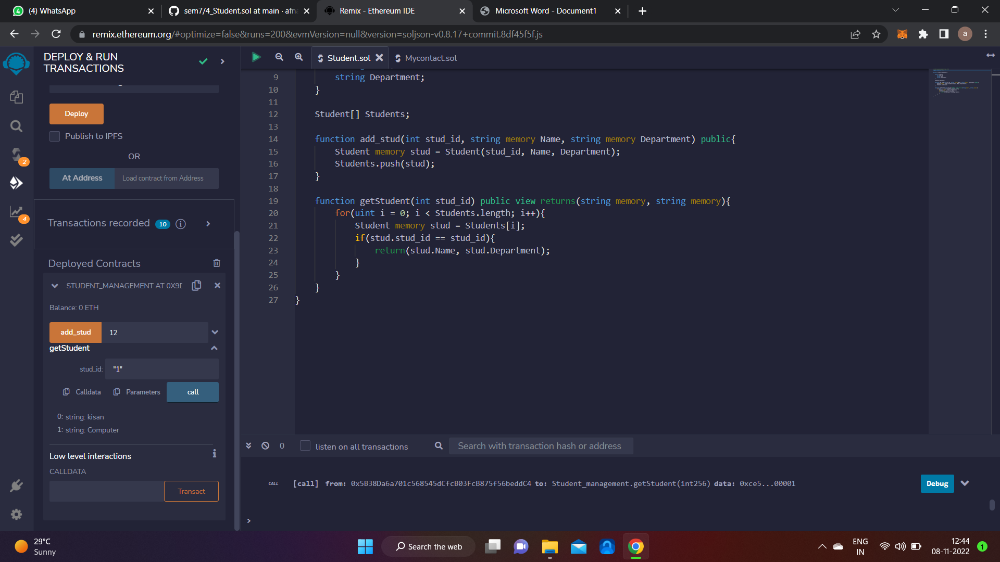 (4) WhatsApp
sem7/4_Student.sol at main · afn
Remix - Ethereum IDE
Microsoft Word - Document1
remix.ethereum.org/#optimize=false&runs=200&evmVersion=null&version=soljson-v0.8.17+commit.8df45f5f.js
a
DEPLOY & RUN
TRANSACTIONS
Student.sol
Mycontact.sol
Deploy
Publish to IPFS
OR
2
At Address
Load contract from Address
4
Transactions recorded 10
Deployed Contracts
STUDENT_MANAGEMENT AT 0X9
Balance: 0 ETH
add_stud
12
getStudent
stud_id:
"1"
Calldata
Parameters
call
0: string: kisan
1: string: Computer
Low level interactions
CALLDATA
Transact
9 string Department;
10 }
11
12 Student[] Students;
13
14 function add_stud(int stud_id, string memory Name, string memory Department) public{
15 Student memory stud = Student(stud_id, Name, Department);
16 Students.push(stud);
17 }
18
19 function getStudent(int stud_id) public view returns(string memory, string memory){
20 for(uint i = 0; i < Students.length; i++){
21 Student memory stud = Students[i];
22 if(stud.stud_id == stud_id){
23 return(stud.Name, stud.Department);
24 }
25 }
26 }
27 }
0
listen on all transactions
Search with transaction hash or address
CALL [call] from: 0x5B38Da6a701c568545dCfcB03FcB875f56beddC4 to: Student_management.getStudent(int256) data: 0xce5...00001
Debug
>
29°C
Sunny
Search the web
ENG
IN
12:44
08-11-2022
1